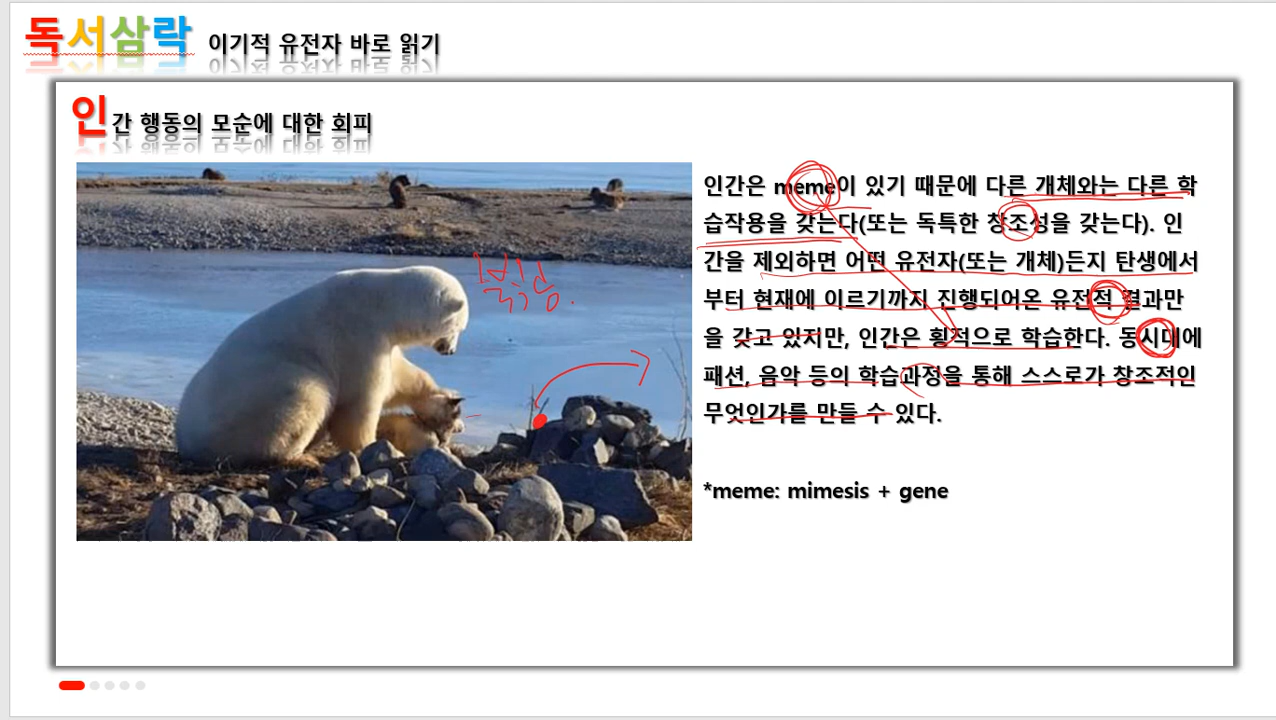 독서삼락 이기적 유전자 바로 읽기
인간 행동의 모순에 대한 회피
인간은 meme이 있기 때문에 다른 개체와는 다른 학
습작용을 갖는다(또는 독특한 창조성을 갖는다). 인
간을 제외하면 어떤 유전자(또는 개체)든지 탄생에서
부터 현재에 이르기까지 진행되어온 유전적 결과만
을 갖고 있지만, 인간은 횡적으로 학습한다. 동시대에
패션, 음악 등의 학습과정을 통해 스스로가 창조적인
무엇인가를 만들 수 있다.
*meme: mimesis + gene